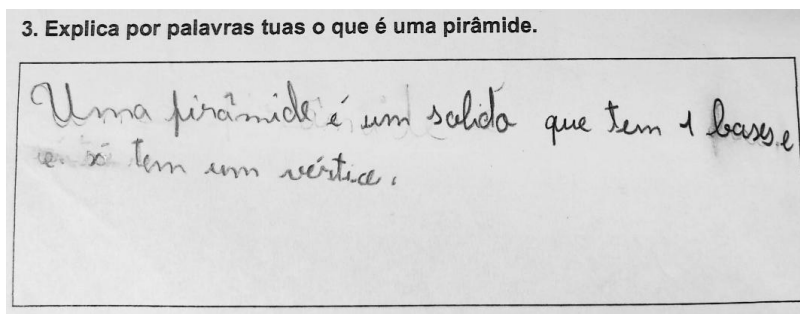 3. Explica por palavras tuas o que é uma pirâmide.
Uma pirâmide é um solido que tem 1 bases e
e só tem um vértice.